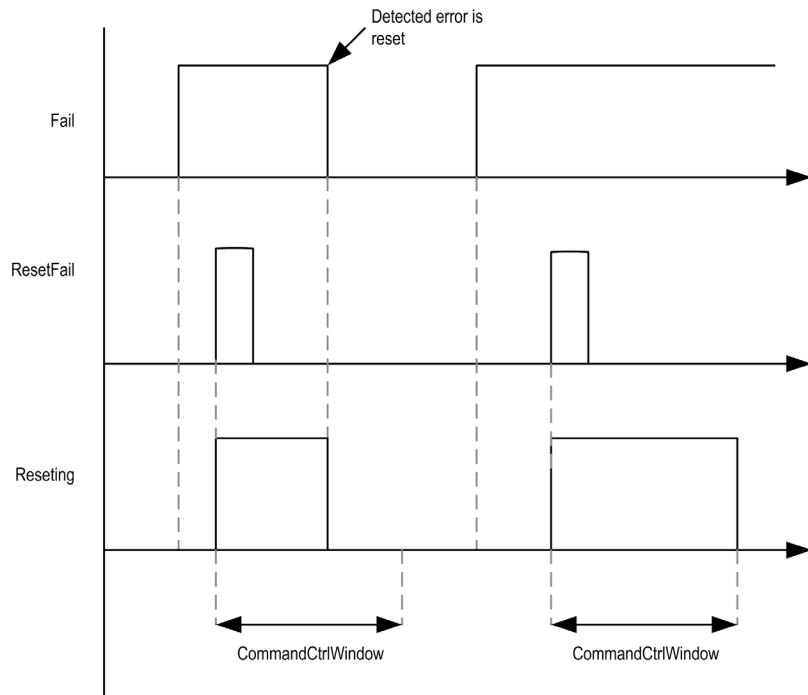 Detected error is
reset
Fail
ResetFail
Reseting
CommandCtrlWindow
CommandCtrlWindow